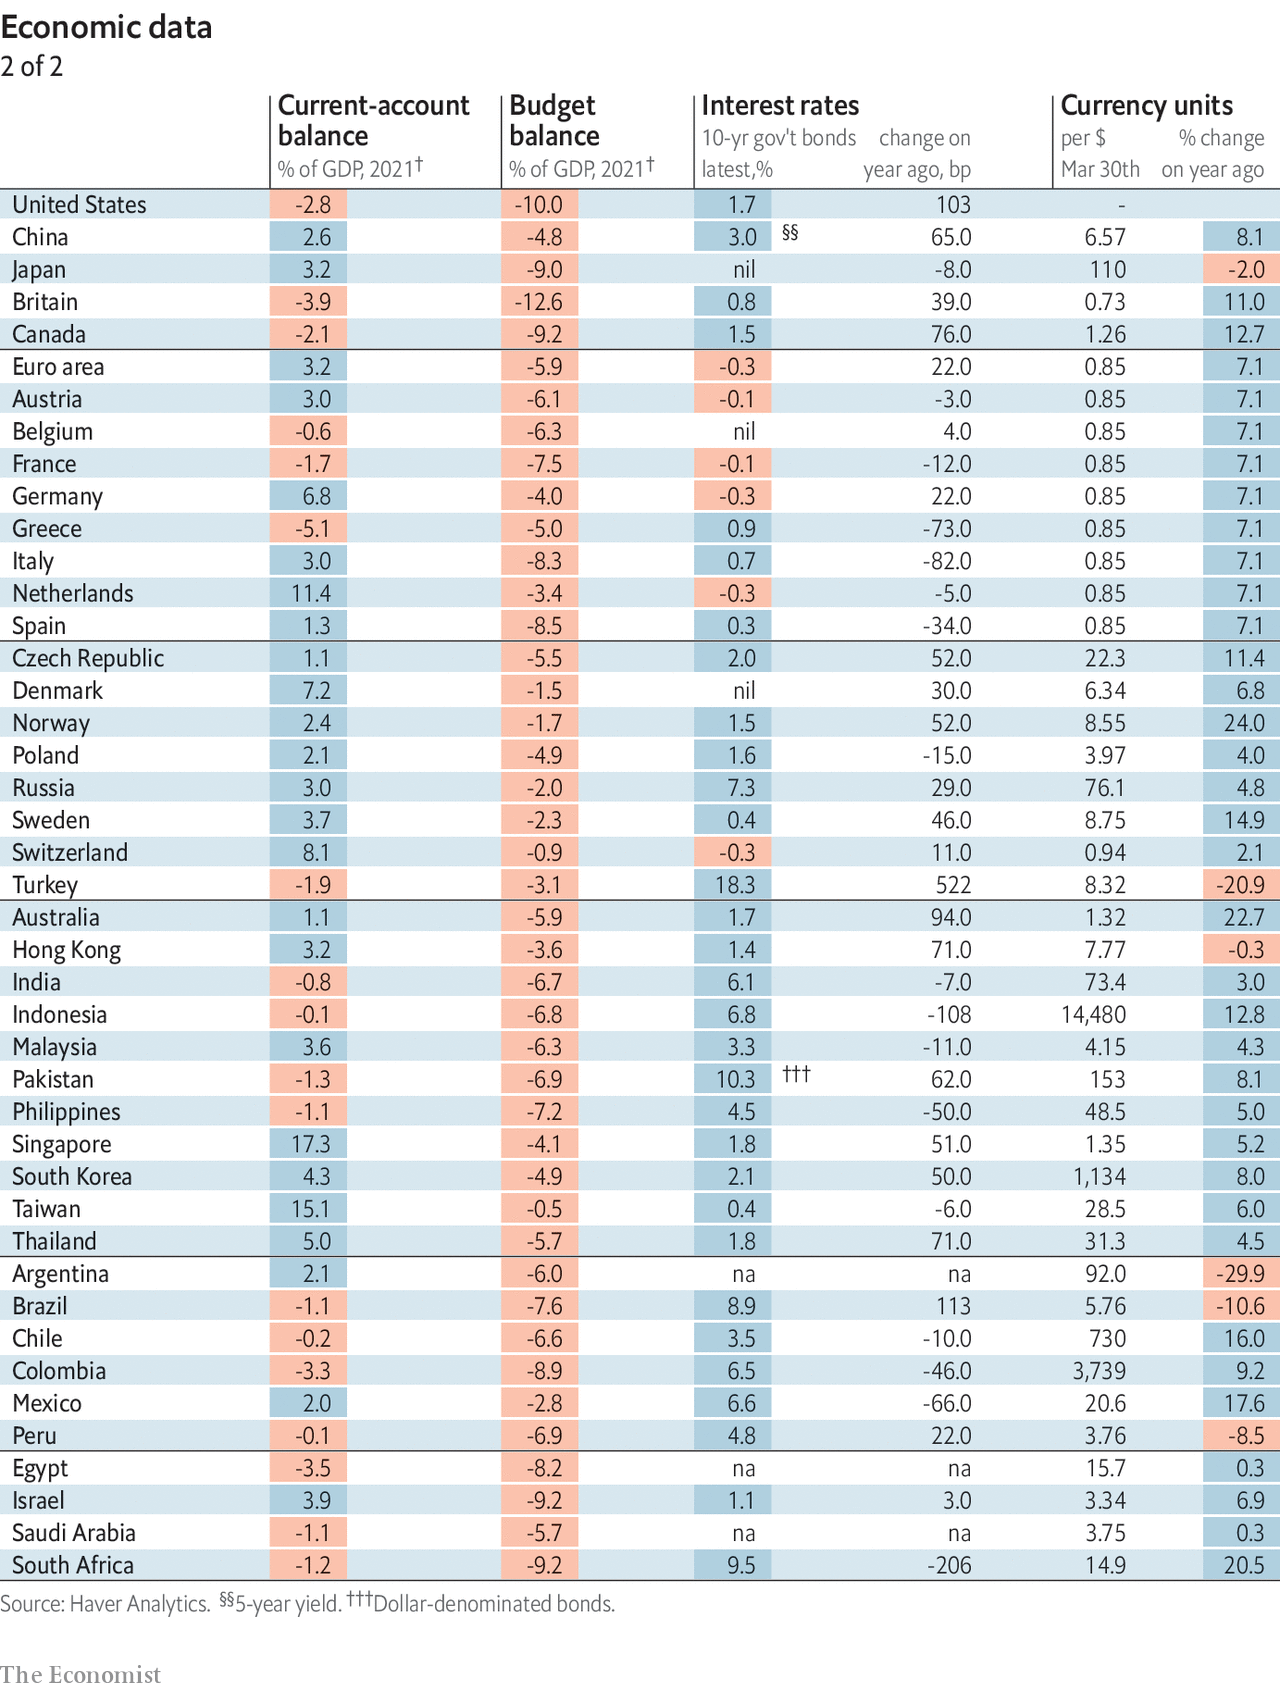 Economic data
2 of 2
Current-account balance Budget balance Interest rates Currency units
% of GDP, 2021† % of GDP, 2021† 10-yr gov't bonds latest,% change on year ago, bp per $ Mar 30th % change on year ago
United States -2.8 -10.0 1.7 103 -
China 2.6 -4.8 3.0 §§ 65.0 6.57 8.1
Japan 3.2 -9.0 nil -8.0 110 -2.0
Britain -3.9 -12.6 0.8 39.0 0.73 11.0
Canada -2.1 -9.2 1.5 76.0 1.26 12.7
Euro area 3.2 -5.9 -0.3 22.0 0.85 7.1
Austria 3.0 -6.1 -0.1 -3.0 0.85 7.1
Belgium -0.6 -6.3 nil 4.0 0.85 7.1
France -1.7 -7.5 -0.1 -12.0 0.85 7.1
Germany 6.8 -4.0 -0.3 22.0 0.85 7.1
Greece -5.1 -5.0 0.9 -73.0 0.85 7.1
Italy 3.0 -8.3 0.7 -82.0 0.85 7.1
Netherlands 11.4 -3.4 -0.3 -5.0 0.85 7.1
Spain 1.3 -8.5 0.3 -34.0 0.85 7.1
Czech Republic 1.1 -5.5 2.0 52.0 22.3 11.4
Denmark 7.2 -1.5 nil 30.0 6.34 6.8
Norway 2.4 -1.7 1.5 52.0 8.55 24.0
Poland 2.1 -4.9 1.6 -15.0 3.97 4.0
Russia 3.0 -2.0 7.3 29.0 76.1 4.8
Sweden 3.7 -2.3 0.4 46.0 8.75 14.9
Switzerland 8.1 -0.9 -0.3 11.0 0.94 2.1
Turkey -1.9 -3.1 18.3 522 8.32 -20.9
Australia 1.1 -5.9 1.7 94.0 1.32 22.7
Hong Kong 3.2 -3.6 1.4 71.0 7.77 -0.3
India -0.8 -6.7 6.1 -7.0 73.4 3.0
Indonesia -0.1 -6.8 6.8 -108 14,480 12.8
Malaysia 3.6 -6.3 3.3 -11.0 4.15 4.3
Pakistan -1.3 -6.9 10.3 ††† 62.0 153 8.1
Philippines -1.1 -7.2 4.5 -50.0 48.5 5.0
Singapore 17.3 -4.1 1.8 51.0 1.35 5.2
South Korea 4.3 -4.9 2.1 50.0 1,134 8.0
Taiwan 15.1 -0.5 0.4 -6.0 28.5 6.0
Thailand 5.0 -5.7 1.8 71.0 31.3 4.5
Argentina 2.1 -6.0 na na 92.0 -29.9
Brazil -1.1 -7.6 8.9 113 5.76 -10.6
Chile -0.2 -6.6 3.5 -10.0 730 16.0
Colombia -3.3 -8.9 6.5 -46.0 3,739 9.2
Mexico 2.0 -2.8 6.6 -66.0 20.6 17.6
Peru -0.1 -6.9 4.8 22.0 3.76 -8.5
Egypt -3.5 -8.2 na na 15.7 0.3
Israel 3.9 -9.2 1.1 3.0 3.34 6.9
Saudi Arabia -1.1 -5.7 na na 3.75 0.3
South Africa -1.2 -9.2 9.5 -206 14.9 20.5
Source: Haver Analytics. §§5-year yield. †††Dollar-denominated bonds.
The Economist